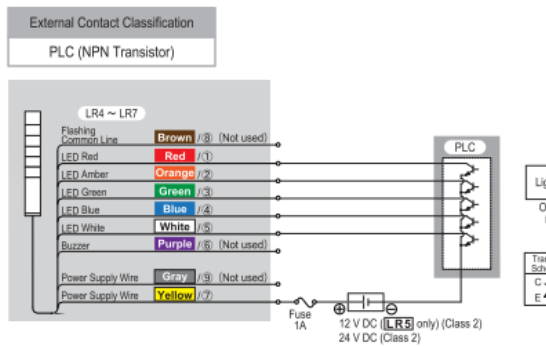 External Contact Classification
PLC (NPN Transistor)
LR4 ～ LR7
Flashing
Common Line Brown /⑧ (Not used)
LED Red Red /①
LED Amber Orange /②
LED Green Green /③
LED Blue Blue /④
LED White White /⑤
Buzzer Purple /⑥ (Not used)
Power Supply Wire Gray /⑨ (Not used)
Power Supply Wire Yellow /⑦
PLC
Fuse
1A
⊕ ⊖
12 V DC (LR5 only) (Class 2)
24 V DC (Class 2)
C
E